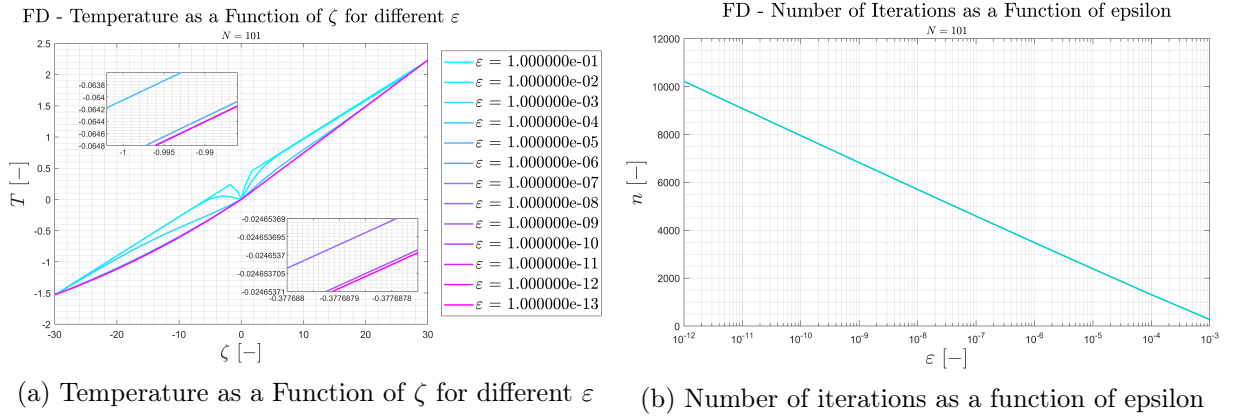 FD - Temperature as a Function of ζ for different ε
N = 101
2.5
2
1.5
1
0.5
0
-0.5
-1
-1.5
-2
-30
-20
-10
0
10
20
30
T [−]
ζ [−]
-0.0638
-0.064
-0.0642
-0.0644
-0.0646
-0.0648
-1
-0.995
-0.99
-0.02465369
-0.024653695
-0.0246537
-0.024653705
-0.02465371
-0.377688
-0.3776879
-0.3776878
ε = 1.000000e-01
ε = 1.000000e-02
ε = 1.000000e-03
ε = 1.000000e-04
ε = 1.000000e-05
ε = 1.000000e-06
ε = 1.000000e-07
ε = 1.000000e-08
ε = 1.000000e-09
ε = 1.000000e-10
ε = 1.000000e-11
ε = 1.000000e-12
ε = 1.000000e-13
(a) Temperature as a Function of ζ for different ε
FD - Number of Iterations as a Function of epsilon
N = 101
12000
10000
8000
6000
4000
2000
0
n [−]
10⁻¹²
10⁻¹¹
10⁻¹⁰
10⁻⁹
10⁻⁸
10⁻⁷
10⁻⁶
10⁻⁵
10⁻⁴
10⁻³
ε [−]
(b) Number of iterations as a function of epsilon